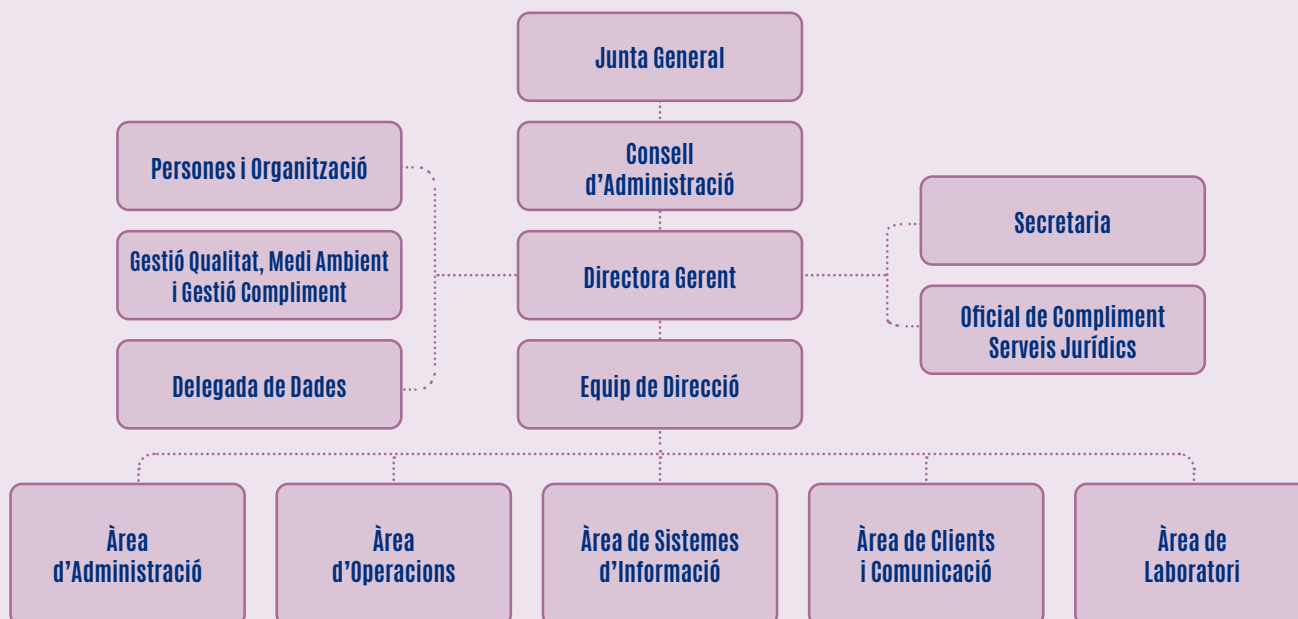 Junta General
Persones i Organització
Consell
d’Administració
Secretaria
Gestió Qualitat, Medi Ambient
i Gestió Compliment
Directora Gerent
Oficial de Compliment
Serveis Jurídics
Delegada de Dades
Equip de Direcció
Àrea
d’Administració
Àrea
d’Operacions
Àrea de Sistemes
d’Informació
Àrea de Clients
i Comunicació
Àrea de
Laboratori